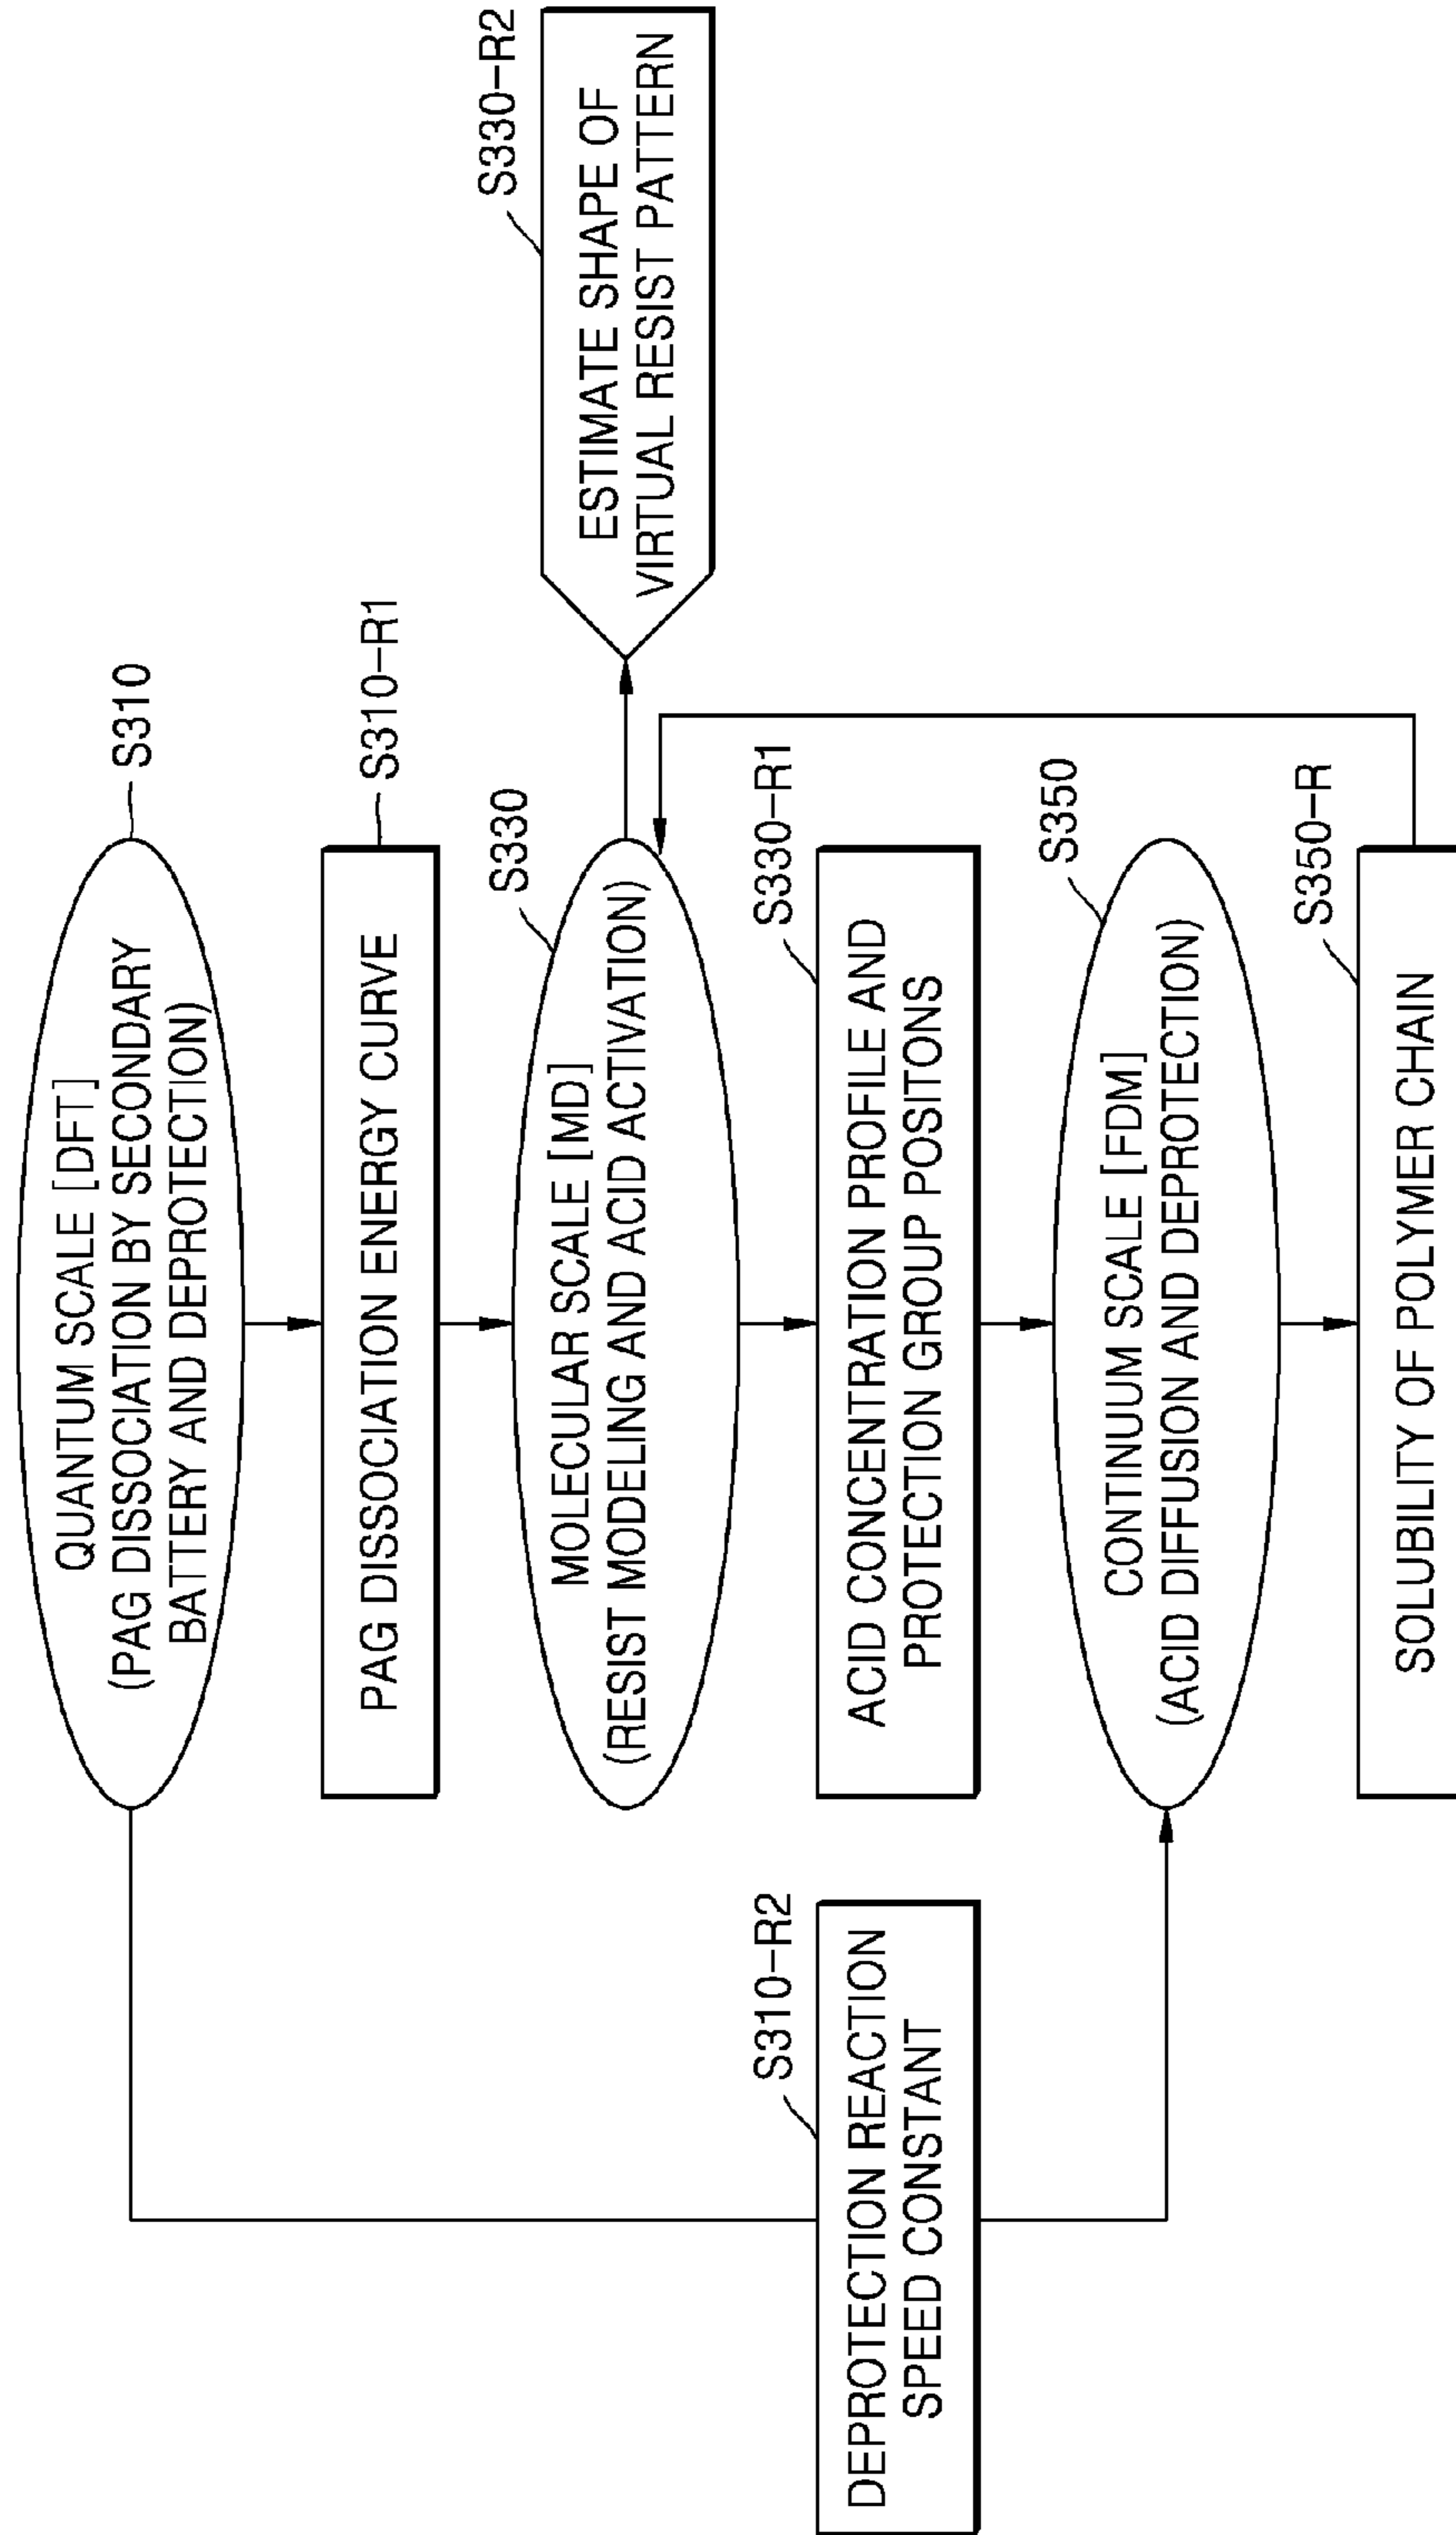 QUANTUM SCALE [DFT]
(PAG DISSOCIATION BY SECONDARY
BATTERY AND DEPROTECTION)
S310
PAG DISSOCIATION ENERGY CURVE
S310-R1
MOLECULAR SCALE [MD]
(RESIST MODELING AND ACID ACTIVATION)
S330
ESTIMATE SHAPE OF
VIRTUAL RESIST PATTERN
S330-R2
DEPROTECTION REACTION
SPEED CONSTANT
S310-R2
ACID CONCENTRATION PROFILE AND
PROTECTION GROUP POSITONS
S330-R1
CONTINUUM SCALE [FDM]
(ACID DIFFUSION AND DEPROTECTION)
S350
SOLUBILITY OF POLYMER CHAIN
S350-R